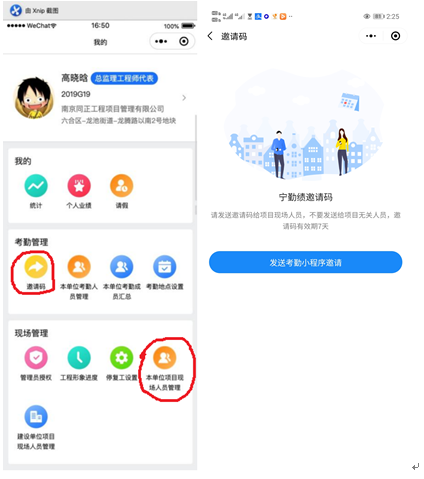 由 Xnip 截图
WeChat
16:50
100%
我的
高晓晗 总监理工程师代表
2019G19
南京同正工程项目管理有限公司
六合区-龙池街道-龙腾路以南2号地块
我的
统计
个人业绩
请假
考勤管理
邀请码
本单位考勤人
员管理
本单位考勤成
员汇总
考勤地点设置
现场管理
管理员授权
工程形象进度
停复工设置
本单位项目现
场人员管理
建设单位项目
现场人员管理
2:25
邀请码
宁勤绩邀请码
请发送邀请码给项目现场人员，不要发送给项目无关人员，邀
请码有效期7天
发送考勤小程序邀请